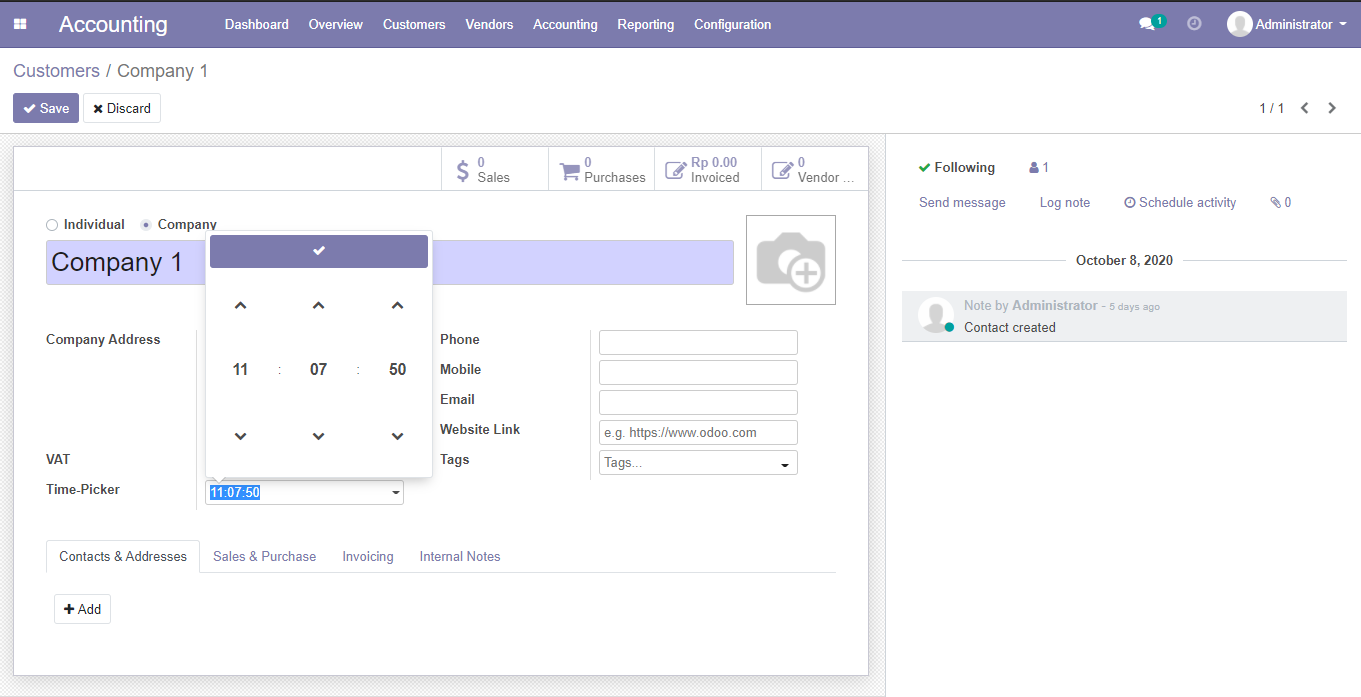 Accounting Dashboard Overview Customers Vendors Accounting Reporting Configuration 1 Administrator
Customers / Company 1
Save Discard 1 / 1
0 Sales
0 Purchases
Rp 0.00 Invoiced
0 Vendor ...
Individual Company
Company 1
11 : 07 : 50
Company Address
VAT
Time-Picker 11:07:50
Phone
Mobile
Email
Website Link e.g. https://www.odoo.com
Tags Tags...
Contacts & Addresses Sales & Purchase Invoicing Internal Notes
Add
Following 1
Send message Log note Schedule activity 0
October 8, 2020
Note by Administrator - 5 days ago
Contact created